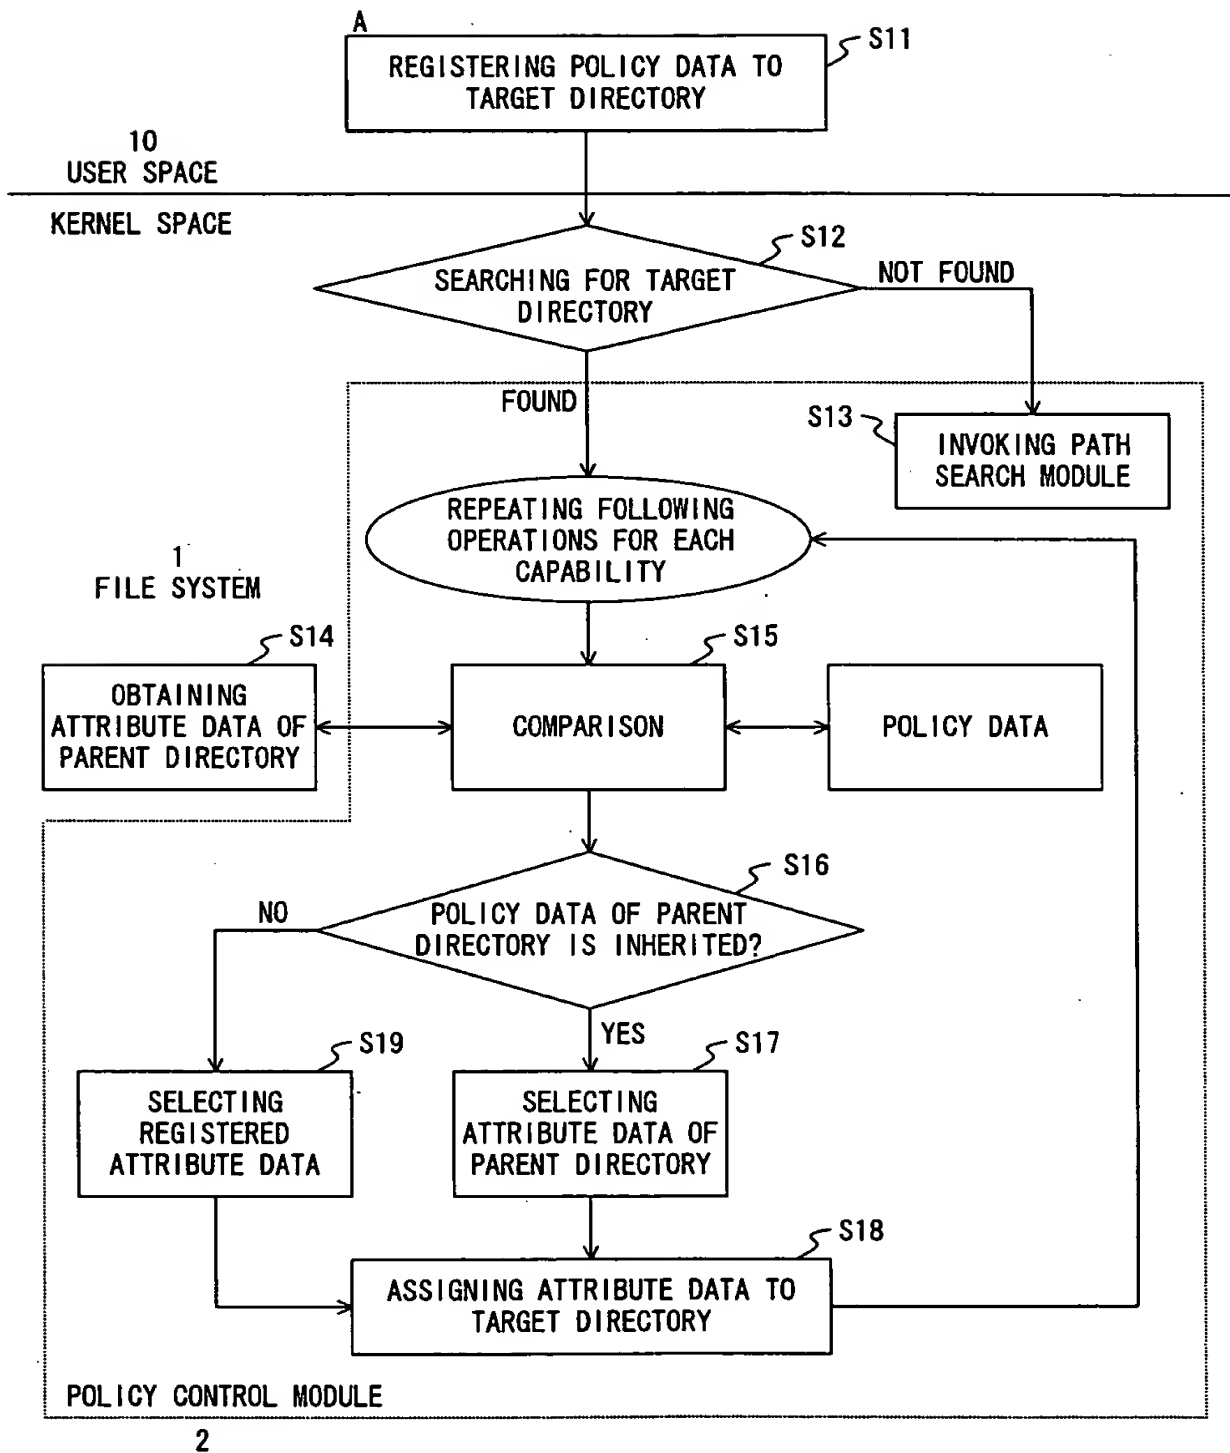 A
S11
REGISTERING POLICY DATA TO
TARGET DIRECTORY
10
USER SPACE
KERNEL SPACE
S12
SEARCHING FOR TARGET
DIRECTORY
NOT FOUND
FOUND
S13
INVOKING PATH
SEARCH MODULE
REPEATING FOLLOWING
OPERATIONS FOR EACH
CAPABILITY
1
FILE SYSTEM
S14
OBTAINING
ATTRIBUTE DATA OF
PARENT DIRECTORY
S15
COMPARISON
POLICY DATA
S16
POLICY DATA OF PARENT
DIRECTORY IS INHERITED?
NO
YES
S19
SELECTING
REGISTERED
ATTRIBUTE DATA
S17
SELECTING
ATTRIBUTE DATA OF
PARENT DIRECTORY
S18
ASSIGNING ATTRIBUTE DATA TO
TARGET DIRECTORY
POLICY CONTROL MODULE
2